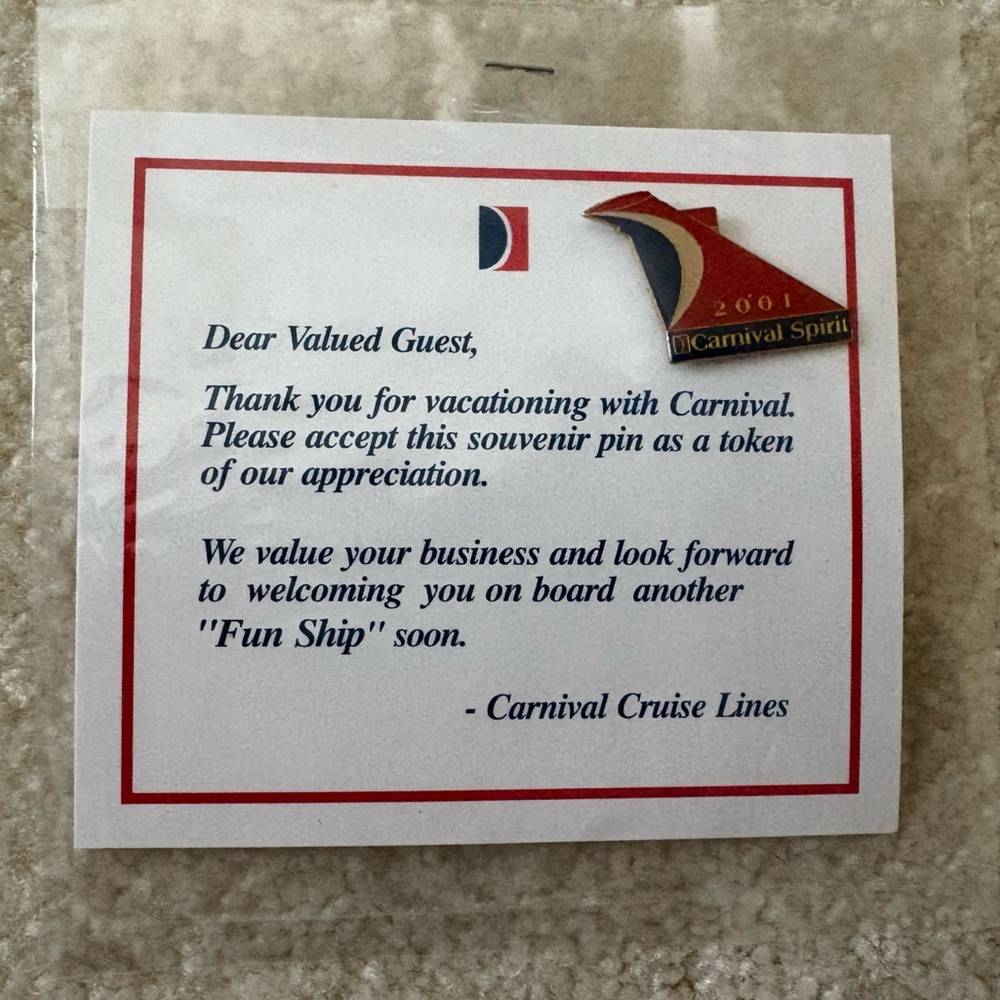 2001
Carnival Spirit
Dear Valued Guest,
Thank you for vacationing with Carnival.
Please accept this souvenir pin as a token
of our appreciation.
We value your business and look forward
to welcoming you on board another
"Fun Ship" soon.
- Carnival Cruise Lines